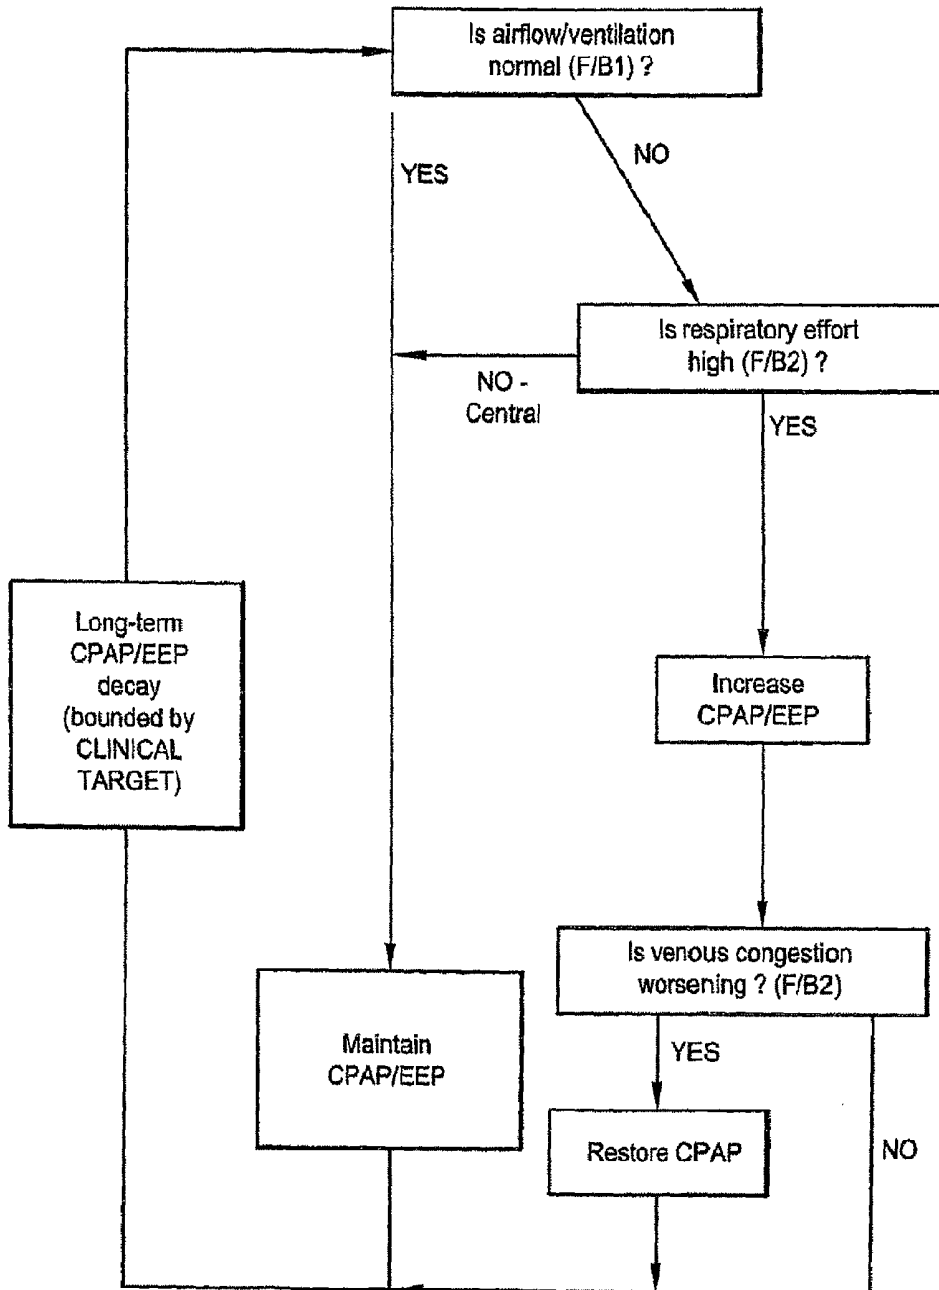 Is airflow/ventilation
normal (F/B1) ?
YES
NO
Is respiratory effort
high (F/B2) ?
NO -
Central
YES
Long-term
CPAP/EEP
decay
(bounded by
CLINICAL
TARGET)
Increase
CPAP/EEP
Is venous congestion
worsening ? (F/B2)
Maintain
CPAP/EEP
YES
Restore CPAP
NO